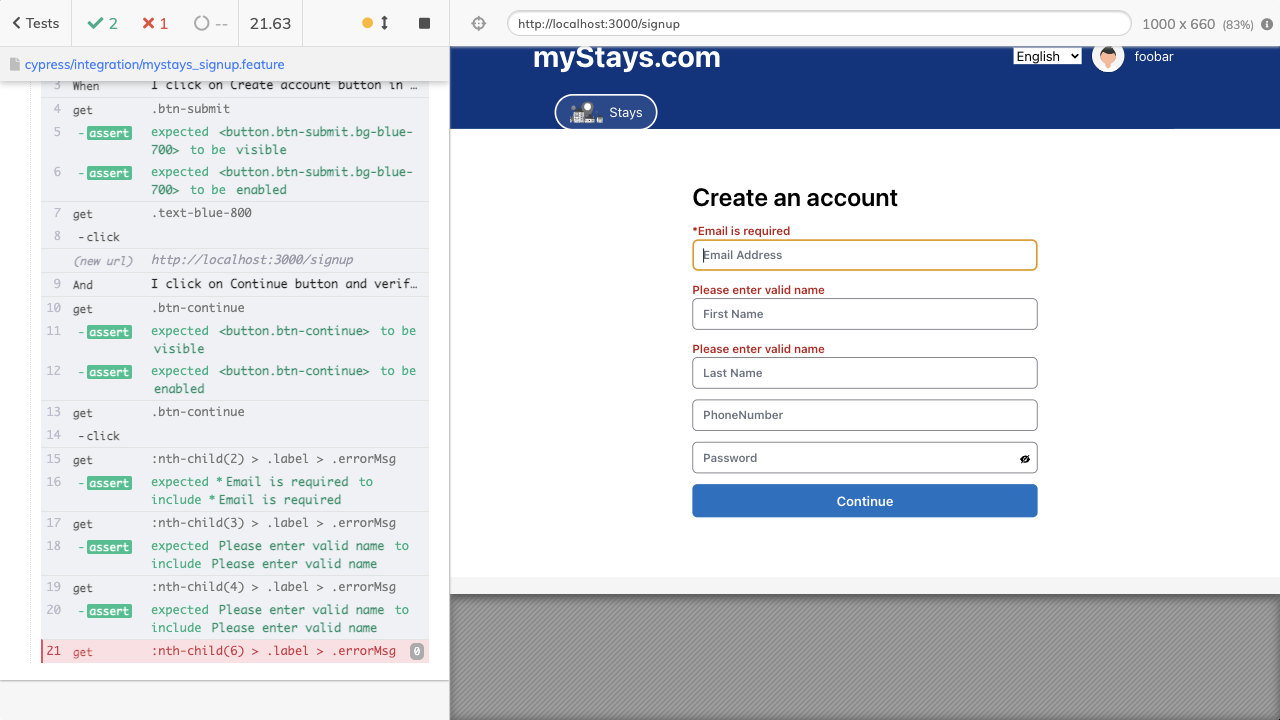 Tests
2
1
--
21.63
http://localhost:3000/signup
1000 x 660 (83%)
cypress/integration/mystays_signup.feature
3 When I click on Create account button in …
4 get .btn-submit
5 -assert expected <button.btn-submit.bg-blue-
700> to be visible
6 -assert expected <button.btn-submit.bg-blue-
700> to be enabled
7 get .text-blue-800
8 -click
(new url) http://localhost:3000/signup
9 And I click on Continue button and verif…
10 get .btn-continue
11 -assert expected <button.btn-continue> to be
visible
12 -assert expected <button.btn-continue> to be
enabled
13 get .btn-continue
14 -click
15 get :nth-child(2) > .label > .errorMsg
16 -assert expected *Email is required to
include *Email is required
17 get :nth-child(3) > .label > .errorMsg
18 -assert expected Please enter valid name to
include Please enter valid name
19 get :nth-child(4) > .label > .errorMsg
20 -assert expected Please enter valid name to
include Please enter valid name
21 get :nth-child(6) > .label > .errorMsg 0
myStays.com
English
foobar
Stays
Create an account
*Email is required
Email Address
Please enter valid name
First Name
Please enter valid name
Last Name
PhoneNumber
Password
Continue